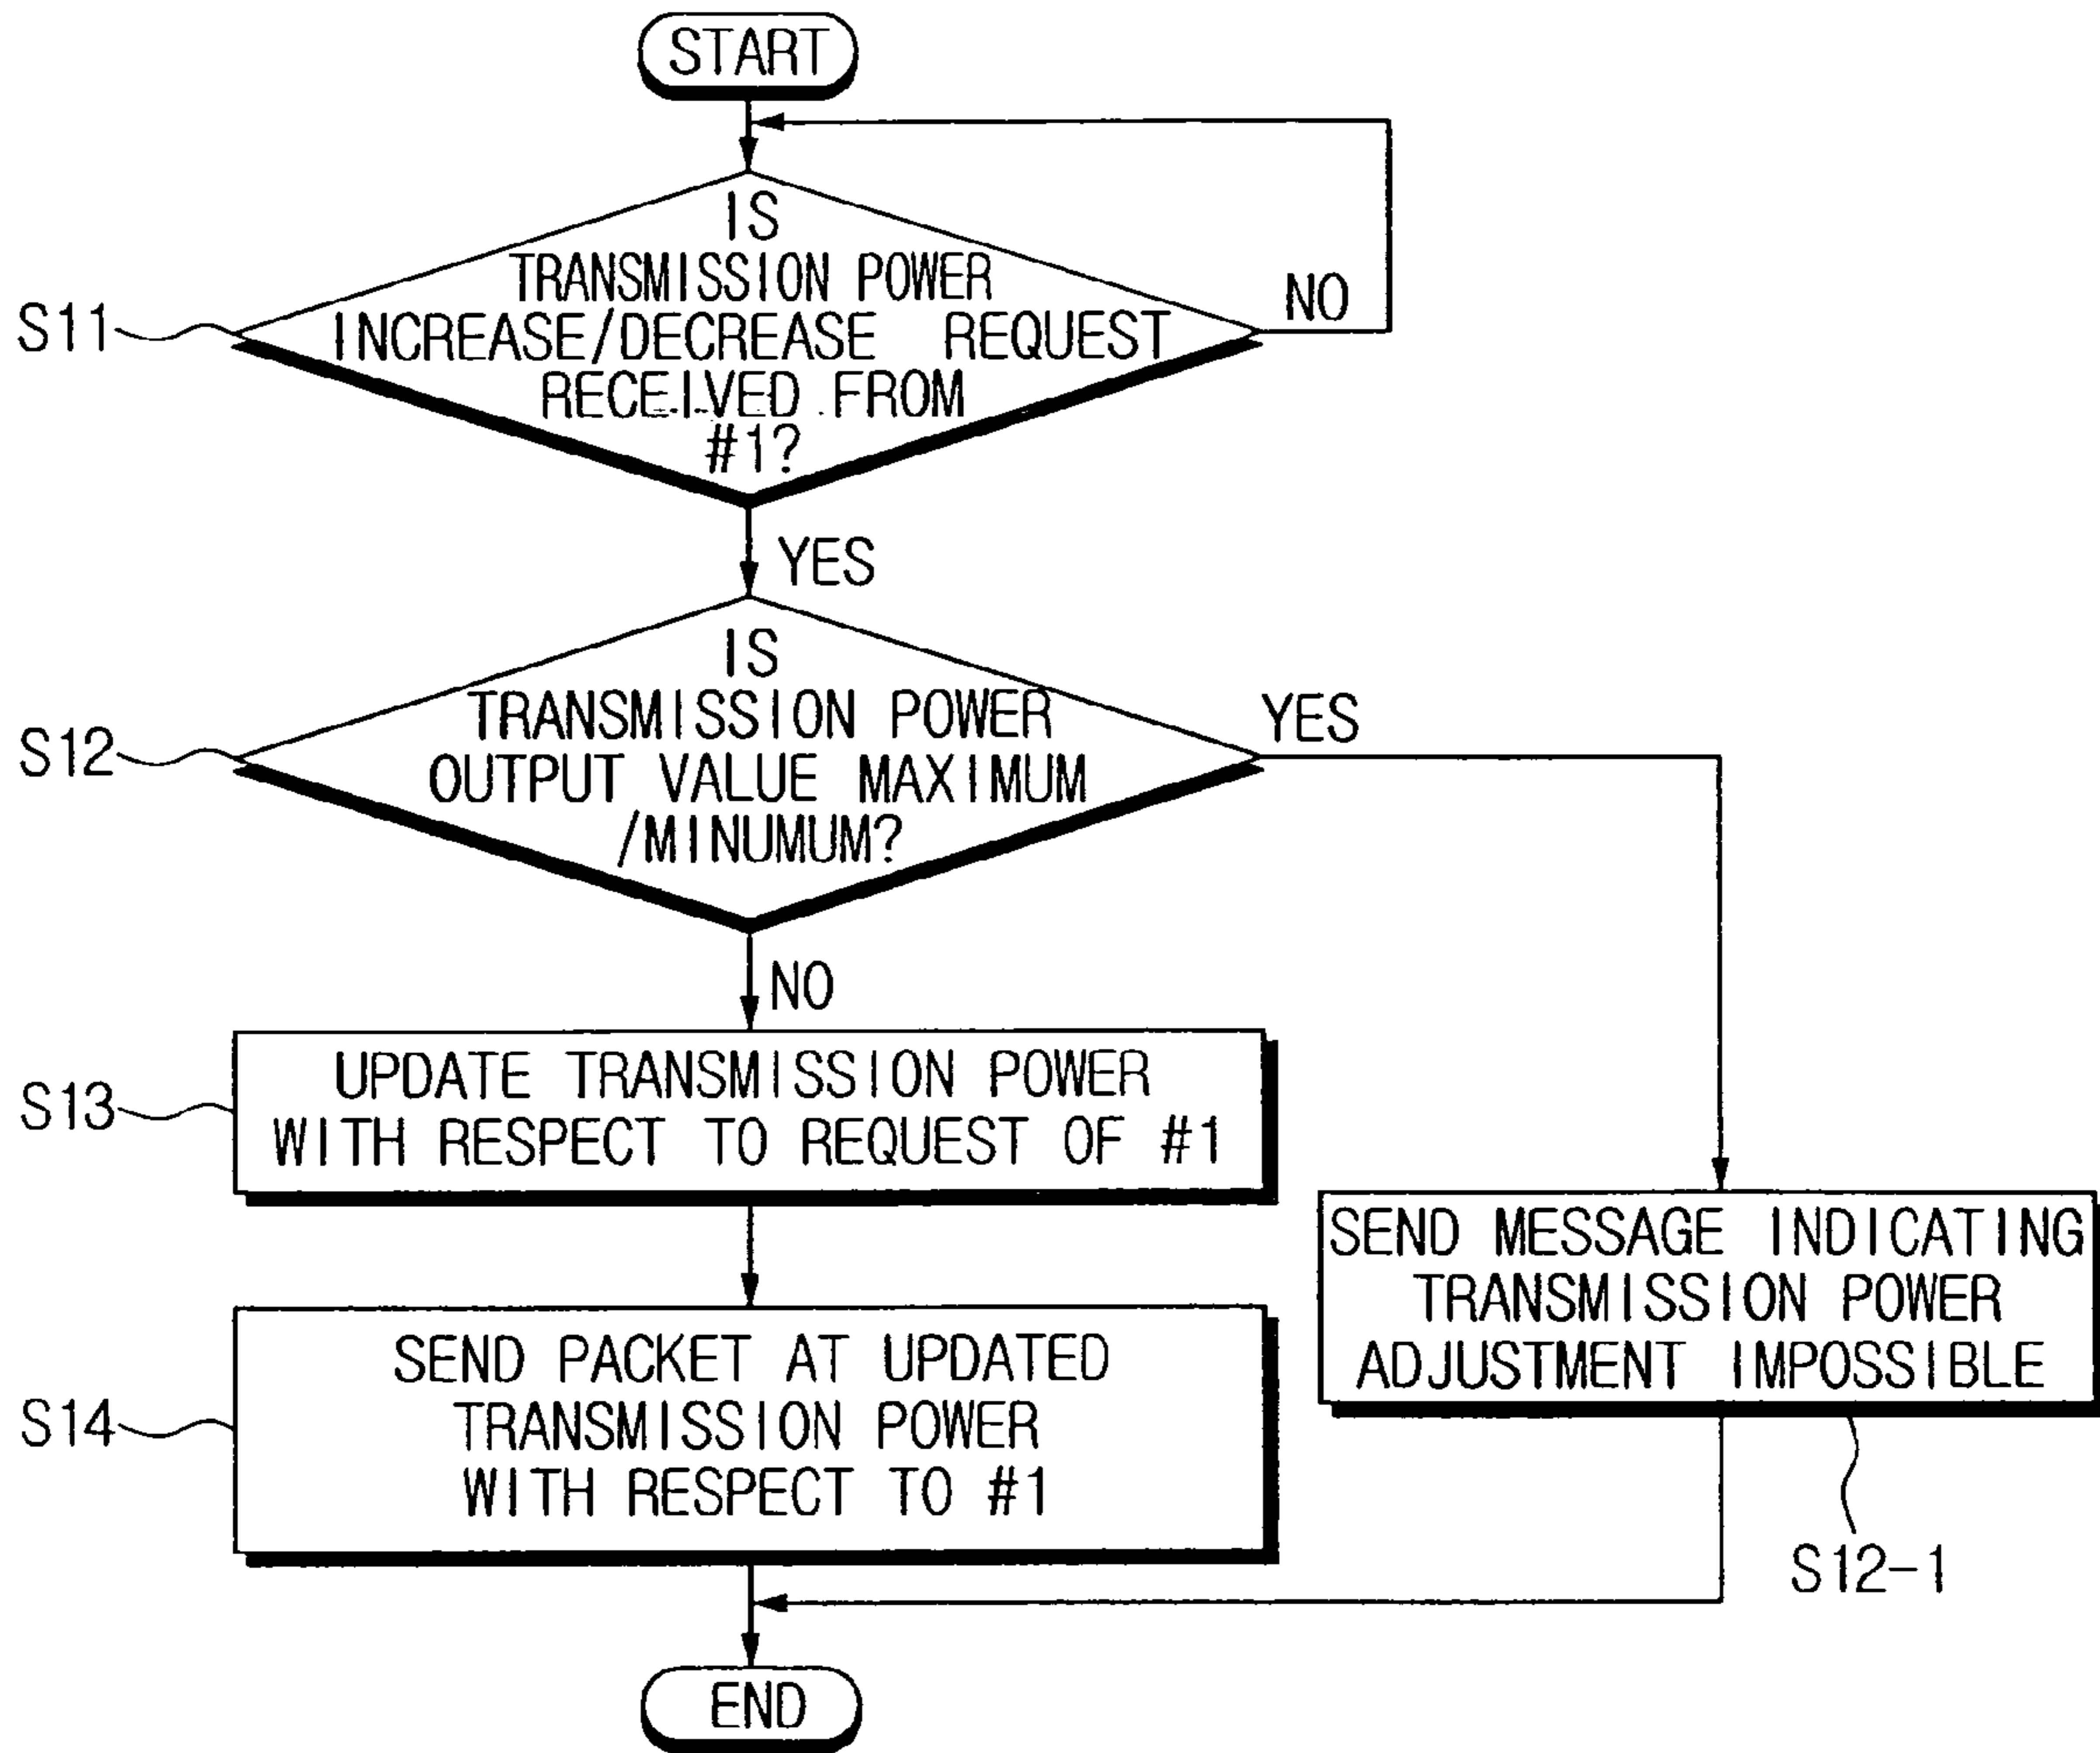 START
IS
TRANSMISSION POWER
INCREASE/DECREASE REQUEST
RECEIVED FROM
#1?
NO
S11
YES
IS
TRANSMISSION POWER
OUTPUT VALUE MAXIMUM
/MINUMUM?
YES
S12
NO
UPDATE TRANSMISSION POWER
WITH RESPECT TO REQUEST OF #1
S13
SEND MESSAGE INDICATING
TRANSMISSION POWER
ADJUSTMENT IMPOSSIBLE
S12-1
SEND PACKET AT UPDATED
TRANSMISSION POWER
WITH RESPECT TO #1
S14
END